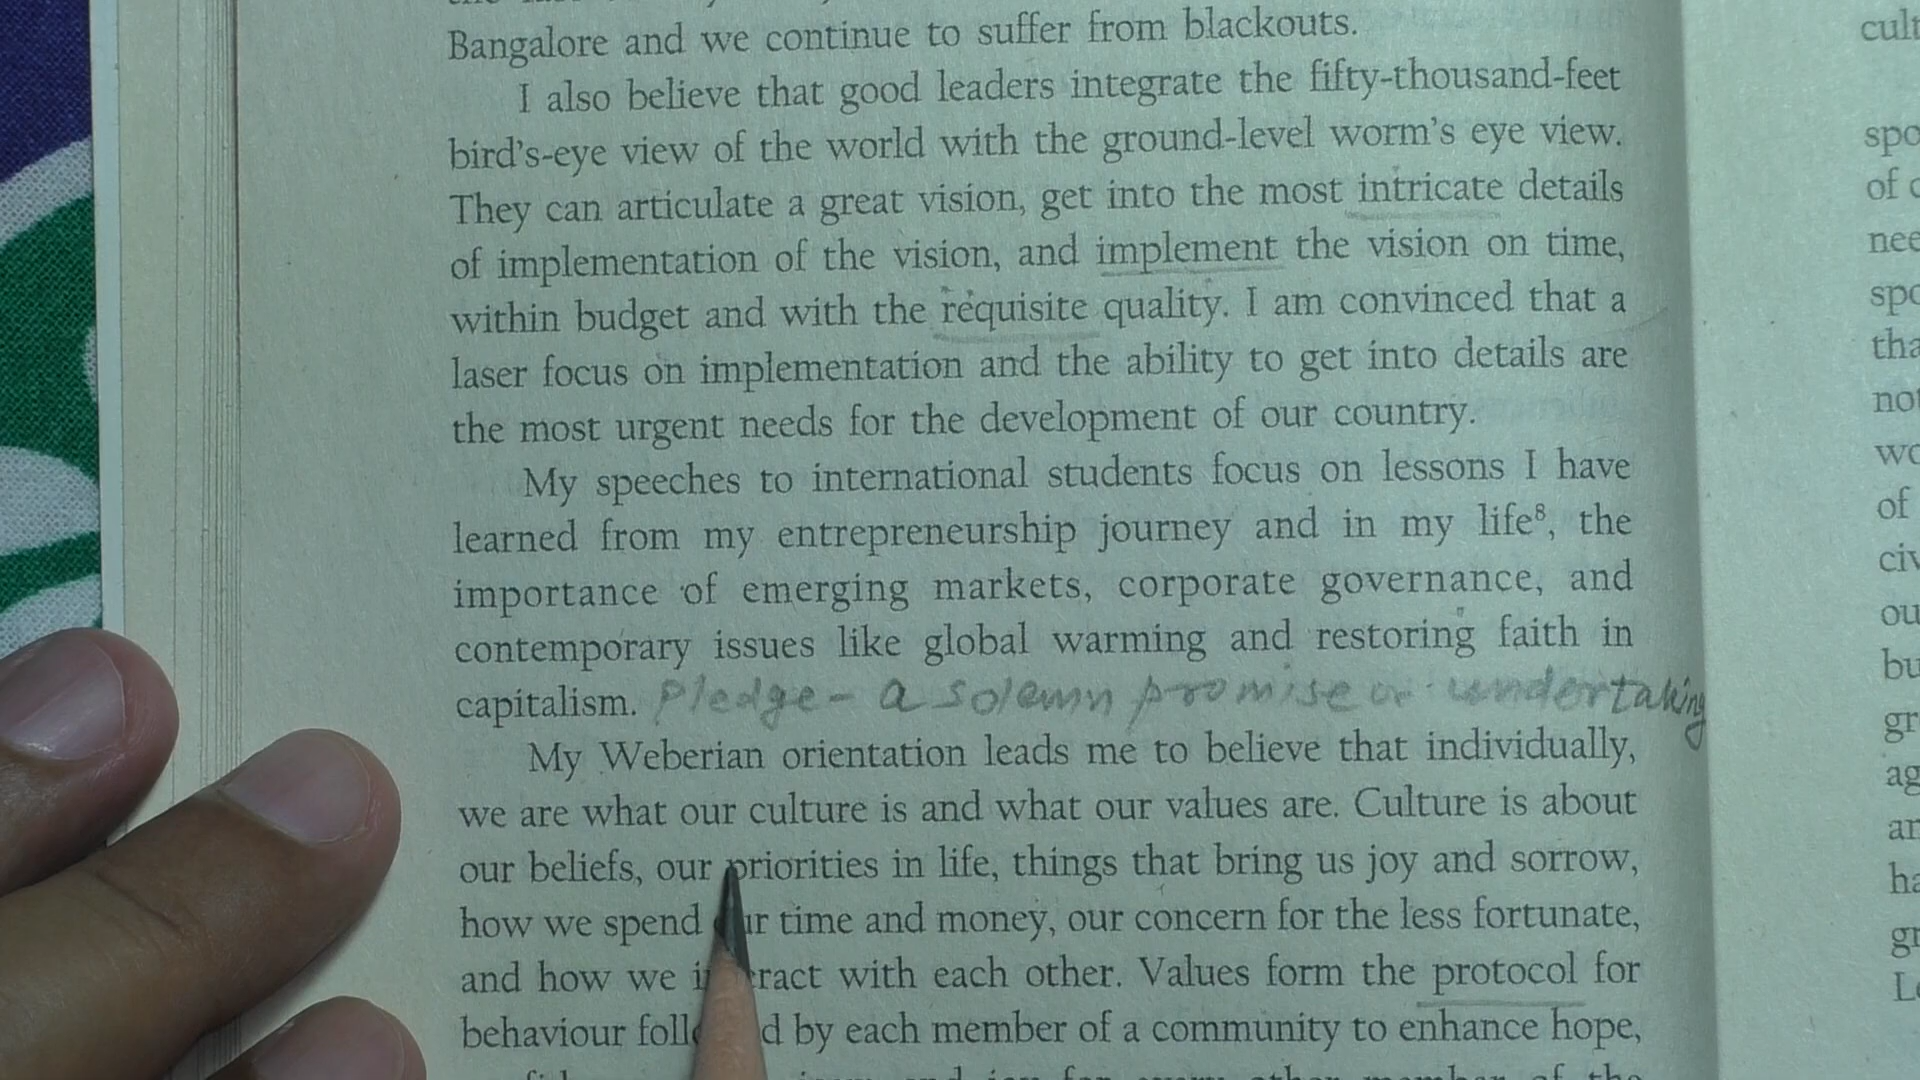 Bangalore and we continue to suffer from blackouts.
I also believe that good leaders integrate the fifty-thousand-feet
bird's-eye view of the world with the ground-level worm's eye view.
They can articulate a great vision, get into the most intricate details
of implementation of the vision, and implement the vision on time,
within budget and with the requisite quality. I am convinced that a
laser focus on implementation and the ability to get into details are
the most urgent needs for the development of our country.
My speeches to international students focus on lessons I have
learned from my entrepreneurship journey and in my life⁸, the
importance of emerging markets, corporate governance, and
contemporary issues like global warming and restoring faith in
capitalism. Pledge - a solemn promise or undertaking
My Weberian orientation leads me to believe that individually,
we are what our culture is and what our values are. Culture is about
our beliefs, our priorities in life, things that bring us joy and sorrow,
how we spend time and money, our concern for the less fortunate,
and how we with each other. Values form the protocol for
behaviour by each member of a community to enhance hope,